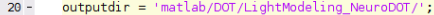 20 - outputdir = 'matlab/DOT/LightModeling_NeuroDOT/';